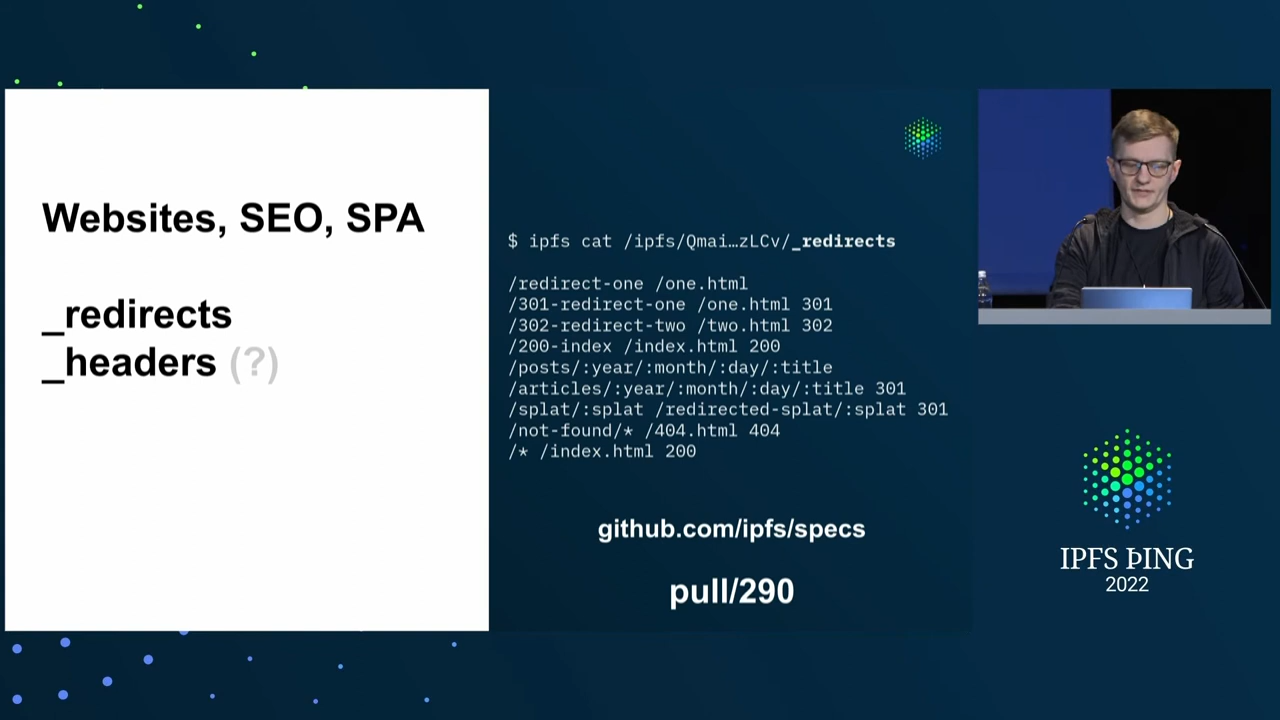 Websites, SEO, SPA
_redirects
_headers (?)
$ ipfs cat /ipfs/Qmai…zLCv/_redirects
/redirect-one /one.html
/301-redirect-one /one.html 301
/302-redirect-two /two.html 302
/200-index /index.html 200
/posts/:year/:month/:day/:title
/articles/:year/:month/:day/:title 301
/splat/:splat /redirected-splat/:splat 301
/not-found/* /404.html 404
/* /index.html 200
github.com/ipfs/specs
pull/290
IPFS ÞING
2022